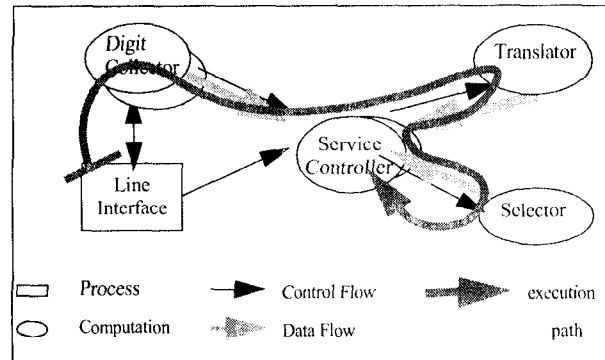 Digit
Collector
Translator
Service
Controller
Line
Interface
Selector
Process
Control Flow
execution
Computation
Data Flow
path